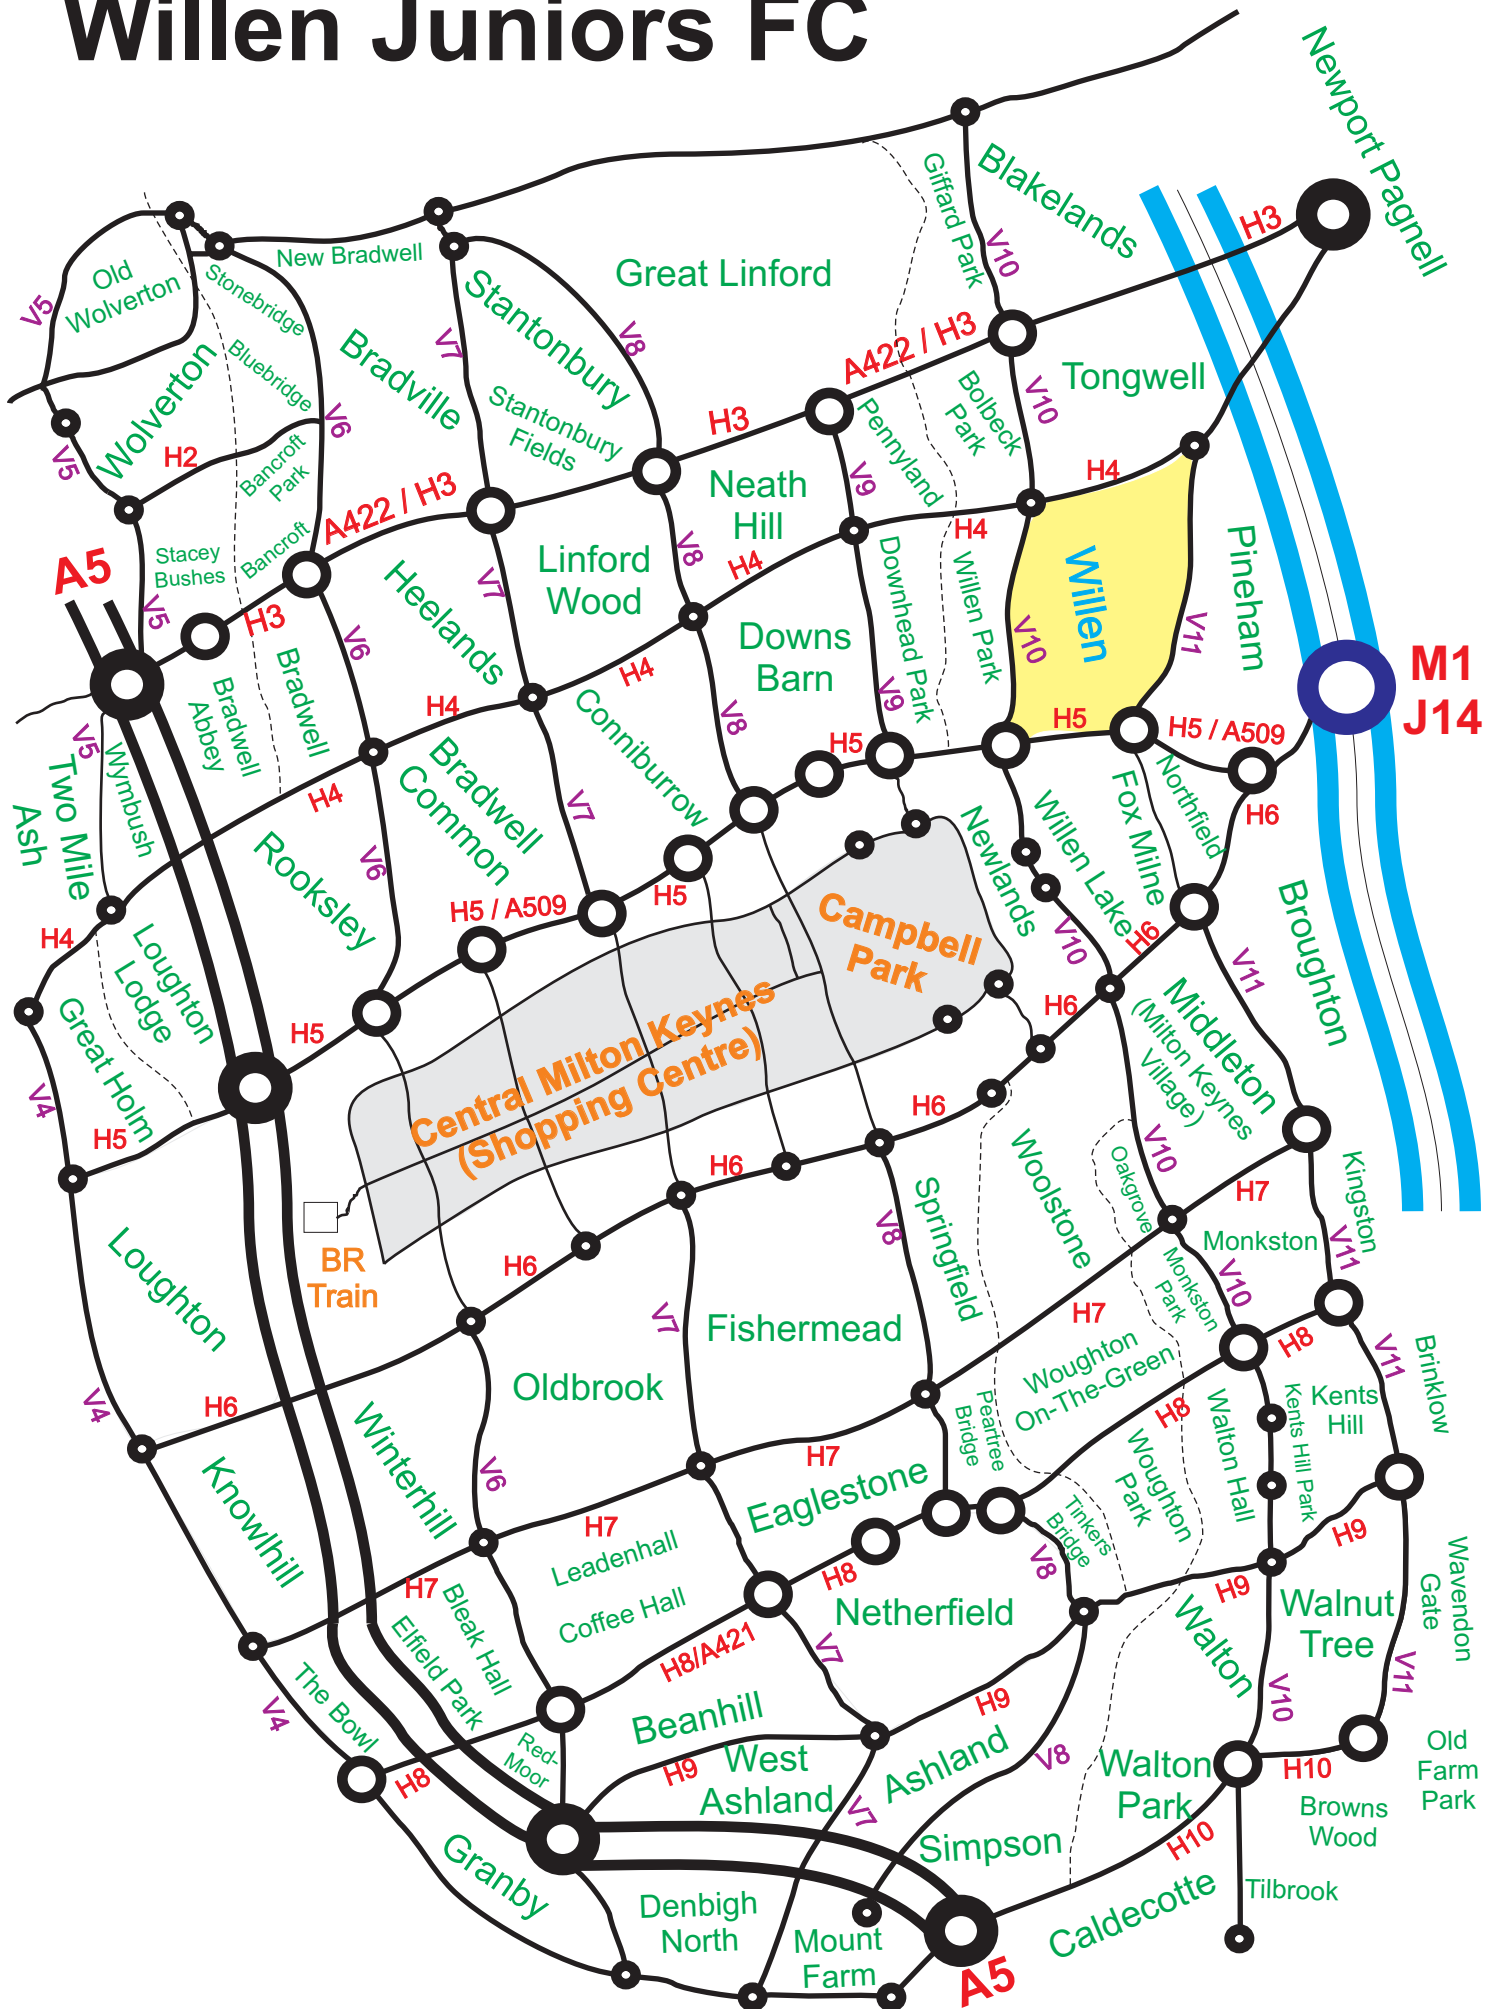 Willen Juniors FC
Newport Pagnell
Giffard Park
Blakelands
H3
V10
New Bradwell
Great Linford
Old
Wolverton
V5
Stonebridge
Stantonbury
V8
V7
Bradville
Bluebridge
Wolverton
A422 / H3
Tongwell
Stantonbury
Fields
V6
H2
V5
Bancroft
Park
H3
Pennyland
Bolbeck
Park
V10
H4
Neath
Hill
V9
A422 / H3
Stacey
Bushes
Bancroft
A5
V5
H3
V6
Heelands
V7
Linford
Wood
V8
H4
Downhead Park
H4
Willen Park
V10
Willen
V11
Pineham
M1
J14
Downs
Barn
H4
Bradwell
Abbey
Bradwell
H4
Conniburrow
V8
V9
H5
H5
H5 / A509
V5
Wymbush
Two Mile
Ash
H4
Bradwell
Common
V7
Rooksley
V6
H5 / A509
H5
Newlands
Willen Lake
Fox Milne
Northfield
H6
H6
V10
Campbell
Park
Broughton
H4
Loughton
Lodge
Great Holm
H5
V4
H5
Central Milton Keynes
(Shopping Centre)
H6
V11
Middleton
(Milton Keynes
Village)
H6
H6
Woolstone
Oakgrove
V10
H7
Kingston
Monkston
V11
BR
Train
Loughton
H6
V8
Springfield
V7
Fishermead
Oldbrook
H7
Monkston
Park
V10
H8
V11
Brinklow
Woughton
On-The-Green
Peartree
Bridge
H8
Walton Hall
Kents
Hill
Kents Hill Park
V4
H6
Winterhill
V6
Knowlhill
H7
H7
Eaglestone
Leadenhall
Coffee Hall
H8
Tinkers
Bridge
V8
Woughton
Park
H9
H9
Wavendon
Gate
H7
Bleak Hall
Elfield Park
Netherfield
Walton
Walnut
Tree
V11
V10
H8/A421
V7
Beanhill
H9
The Bowl
V4
H8
Red-
Moor
H9
West
Ashland
V7
Ashland
V8
Walton
Park
H10
H10
Old
Farm
Park
Browns
Wood
Granby
Simpson
Denbigh
North
Mount
Farm
A5
Caldecotte
Tilbrook